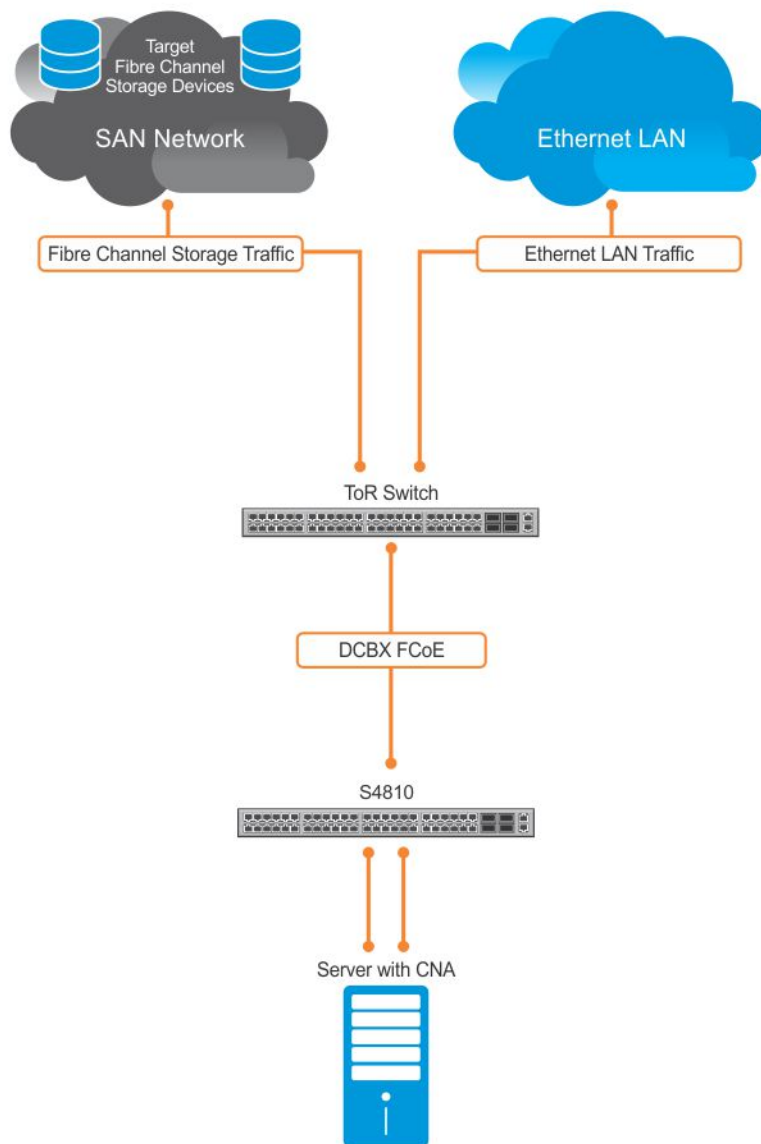 Target
Fibre Channel
Storage Devices
SAN Network
Ethernet LAN
Fibre Channel Storage Traffic
Ethernet LAN Traffic
ToR Switch
DCBX FCoE
S4810
Server with CNA